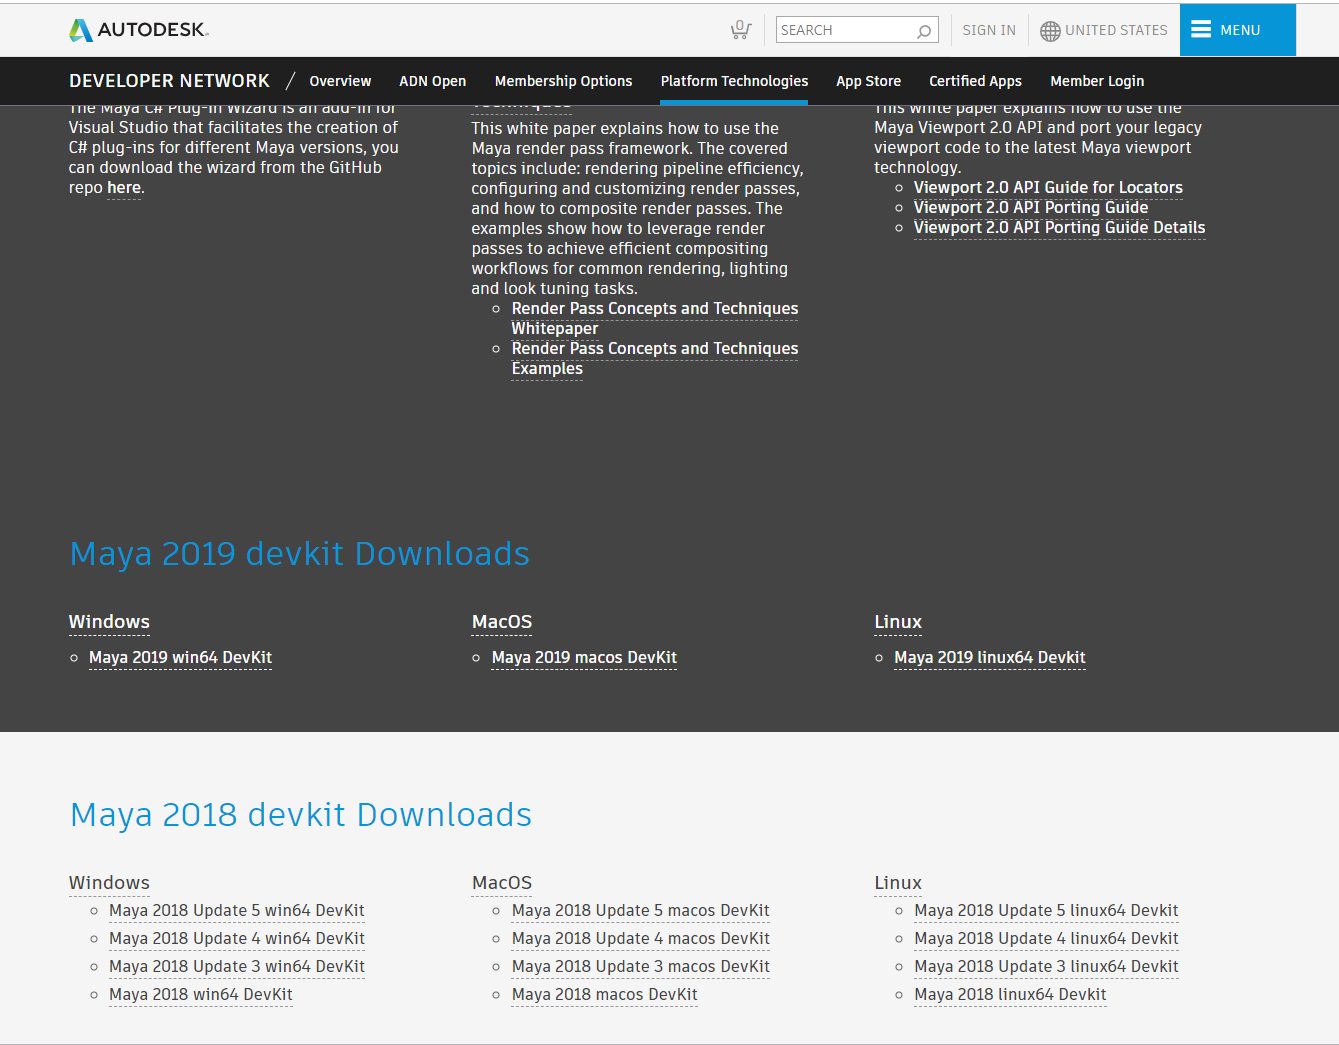 AUTODESK.
0
SEARCH
SIGN IN
UNITED STATES
MENU
DEVELOPER NETWORK / Overview ADN Open Membership Options Platform Technologies App Store Certified Apps Member Login
The Maya C# Plug-in Wizard is an add-in for
Visual Studio that facilitates the creation of
C# plug-ins for different Maya versions, you
can download the wizard from the GitHub
repo here.
Techniques
This white paper explains how to use the
Maya render pass framework. The covered
topics include: rendering pipeline efficiency,
configuring and customizing render passes,
and how to composite render passes. The
examples show how to leverage render
passes to achieve efficient compositing
workflows for common rendering, lighting
and look tuning tasks.
Render Pass Concepts and Techniques
Whitepaper
Render Pass Concepts and Techniques
Examples
This white paper explains how to use the
Maya Viewport 2.0 API and port your legacy
viewport code to the latest Maya viewport
technology.
Viewport 2.0 API Guide for Locators
Viewport 2.0 API Porting Guide
Viewport 2.0 API Porting Guide Details
Maya 2019 devkit Downloads
Windows
Maya 2019 win64 DevKit
MacOS
Maya 2019 macos DevKit
Linux
Maya 2019 linux64 Devkit
Maya 2018 devkit Downloads
Windows
Maya 2018 Update 5 win64 DevKit
Maya 2018 Update 4 win64 DevKit
Maya 2018 Update 3 win64 DevKit
Maya 2018 win64 DevKit
MacOS
Maya 2018 Update 5 macos DevKit
Maya 2018 Update 4 macos DevKit
Maya 2018 Update 3 macos DevKit
Maya 2018 macos DevKit
Linux
Maya 2018 Update 5 linux64 Devkit
Maya 2018 Update 4 linux64 Devkit
Maya 2018 Update 3 linux64 Devkit
Maya 2018 linux64 Devkit